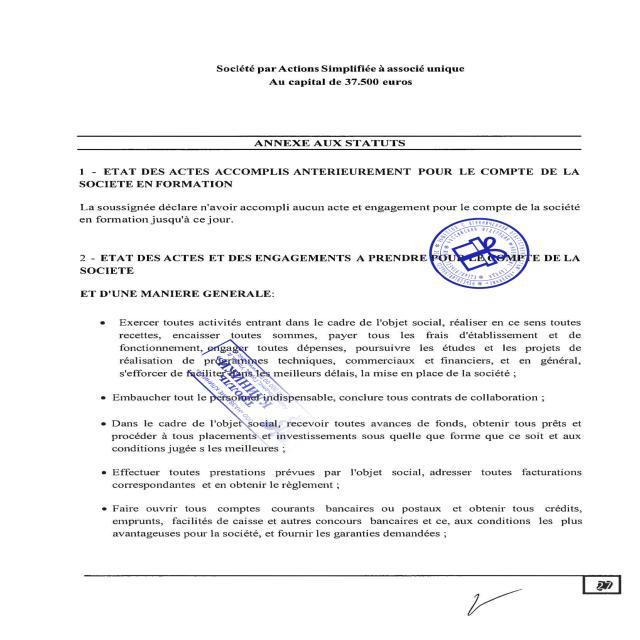 Société par Actions Simplifiée à associé unique
Au capital de 37.500 euros
ANNEXE AUX STATUTS
1 - ETAT DES ACTES ACCOMPLIS ANTERIEUREMENT POUR LE COMPTE DE LA
SOCIETE EN FORMATION
La soussignée déclare n'avoir accompli aucun acte et engagement pour le compte de la société
en formation jusqu'à ce jour.
2 - ETAT DES ACTES ET DES ENGAGEMENTS A PRENDRE POUR LE COMPTE DE LA
SOCIETE
ET D'UNE MANIERE GENERALE:
• Exercer toutes activités entrant dans le cadre de l'objet social, réaliser en ce sens toutes
recettes, encaisser toutes sommes, payer tous les frais d'établissement et de
fonctionnement, engager toutes dépenses, poursuivre les études et les projets de
réalisation de programmes techniques, commerciaux et financiers, et en général,
s'efforcer de faciliter dans les meilleurs délais, la mise en place de la société ;
• Embaucher tout le personnel indispensable, conclure tous contrats de collaboration ;
• Dans le cadre de l'objet social, recevoir toutes avances de fonds, obtenir tous prêts et
procéder à tous placements et investissements sous quelle que forme que ce soit et aux
conditions jugée s les meilleures ;
• Effectuer toutes prestations prévues par l'objet social, adresser toutes facturations
correspondantes et en obtenir le règlement ;
• Faire ouvrir tous comptes courants bancaires ou postaux et obtenir tous crédits,
emprunts, facilités de caisse et autres concours bancaires et ce, aux conditions les plus
avantageuses pour la société, et fournir les garanties demandées ;